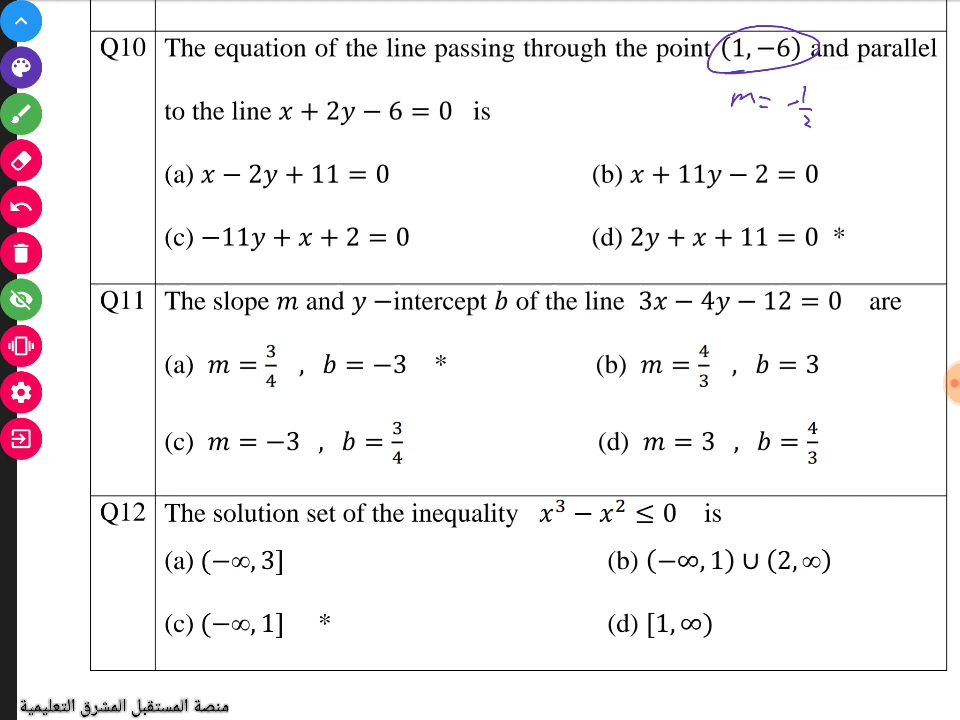 Q10 The equation of the line passing through the point (1, −6) and parallel
m = -1/2
to the line x + 2y − 6 = 0 is
(a) x − 2y + 11 = 0 (b) x + 11y − 2 = 0
(c) −11y + x + 2 = 0 (d) 2y + x + 11 = 0 *
Q11 The slope m and y −intercept b of the line 3x − 4y − 12 = 0 are
(a) m = 3/4 , b = −3 * (b) m = 4/3 , b = 3
(c) m = −3 , b = 3/4 (d) m = 3 , b = 4/3
Q12 The solution set of the inequality x³ − x² ≤ 0 is
(a) (−∞, 3] (b) (−∞, 1) ∪ (2, ∞)
(c) (−∞, 1] * (d) [1, ∞)
منصة المستقبل المشرق التعليمية